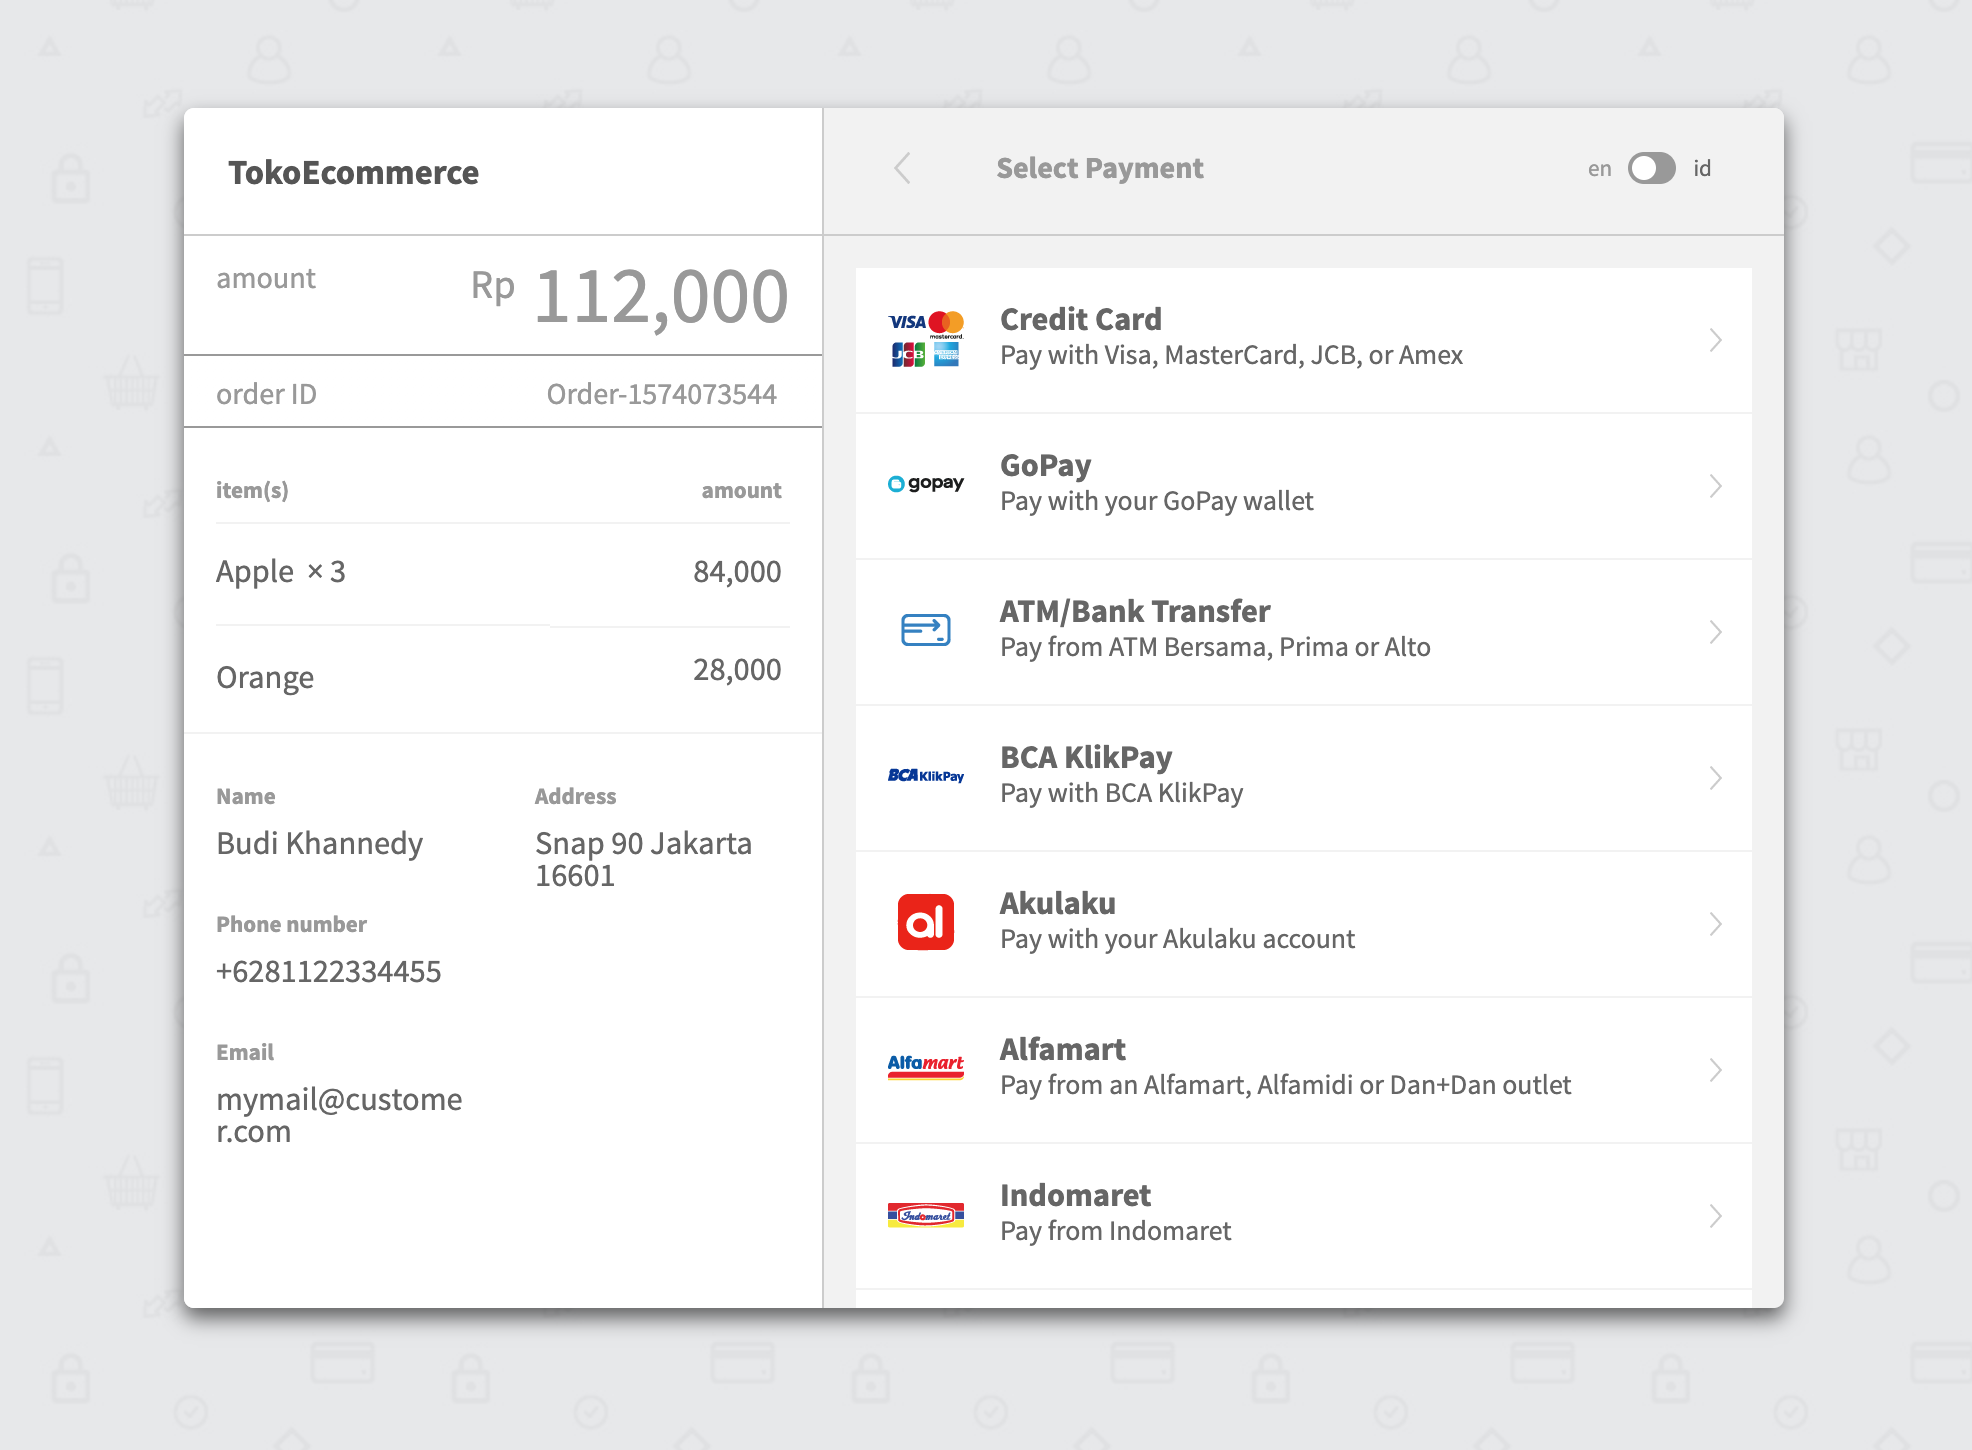 TokoEcommerce
amount Rp 112,000
order ID Order-1574073544
item(s) amount
Apple × 3 84,000
Orange 28,000
Name
Budi Khannedy
Address
Snap 90 Jakarta
16601
Phone number
+6281122334455
Email
mymail@custome
r.com
Select Payment
en id
VISA mastercard.
JCB
Credit Card
Pay with Visa, MasterCard, JCB, or Amex
gopay
GoPay
Pay with your GoPay wallet
ATM/Bank Transfer
Pay from ATM Bersama, Prima or Alto
BCA KlikPay
BCA KlikPay
Pay with BCA KlikPay
al
Akulaku
Pay with your Akulaku account
Alfamart
Alfamart
Pay from an Alfamart, Alfamidi or Dan+Dan outlet
Indomaret
Indomaret
Pay from Indomaret